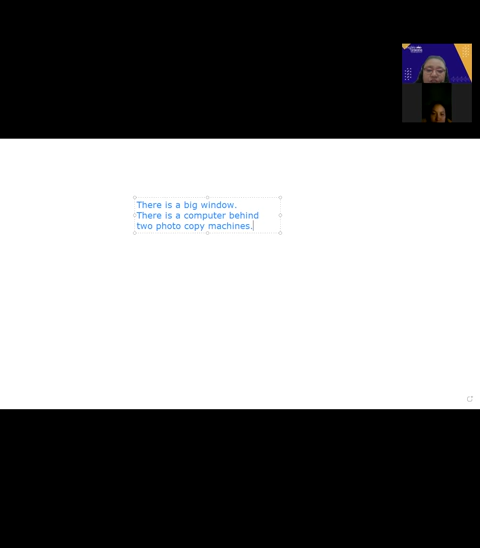 There is a big window.
There is a computer behind
two photo copy machines.